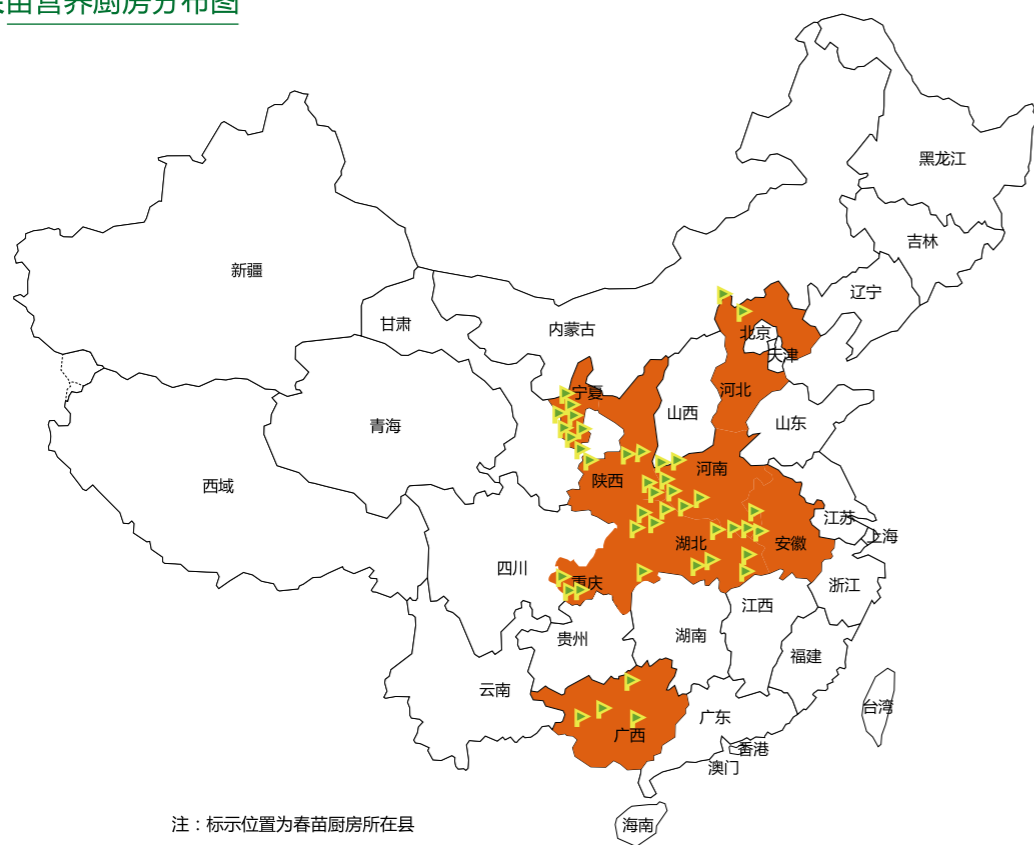 苗营养厨房分布图
黑龙江
吉林
辽宁
新疆
甘肃
内蒙古
北京
天津
宁夏
河北
山西
山东
青海
陕西
河南
西域
江苏
上海
湖北
安徽
四川
重庆
浙江
江西
贵州
湖南
福建
云南
广西
广东
台湾
香港
澳门
海南
注：标示位置为春苗厨房所在县